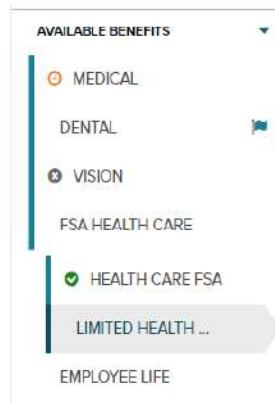 AVAILABLE BENEFITS
MEDICAL
DENTAL
VISION
FSA HEALTH CARE
HEALTH CARE FSA
LIMITED HEALTH ...
EMPLOYEE LIFE